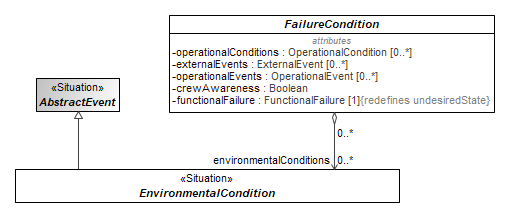 FailureCondition
attributes
-operationalConditions : OperationalCondition [0..*]
-externalEvents : ExternalEvent [0..*]
-operationalEvents : OperationalEvent [0..*]
-crewAwareness : Boolean
-functionalFailure : FunctionalFailure [1]{redefines undesiredState}
«Situation»
AbstractEvent
0..*
environmentalConditions 0..*
«Situation»
EnvironmentalCondition